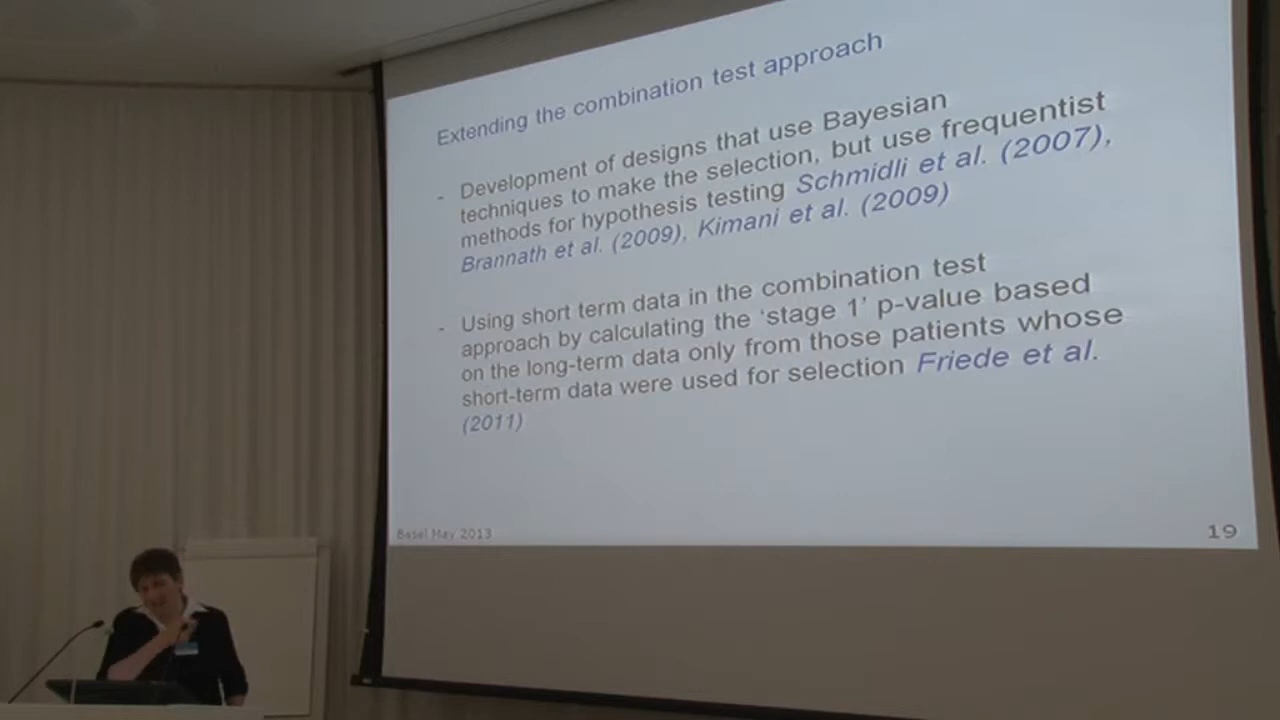 Extending the combination test approach
- Development of designs that use Bayesian
techniques to make the selection, but use frequentist
methods for hypothesis testing Schmidli et al. (2007),
Brannath et al. (2009), Kimani et al. (2009)
- Using short term data in the combination test
approach by calculating the ‘stage 1’ p-value based
on the long-term data only from those patients whose
short-term data were used for selection Friede et al.
(2011)
Basel May 2013
19